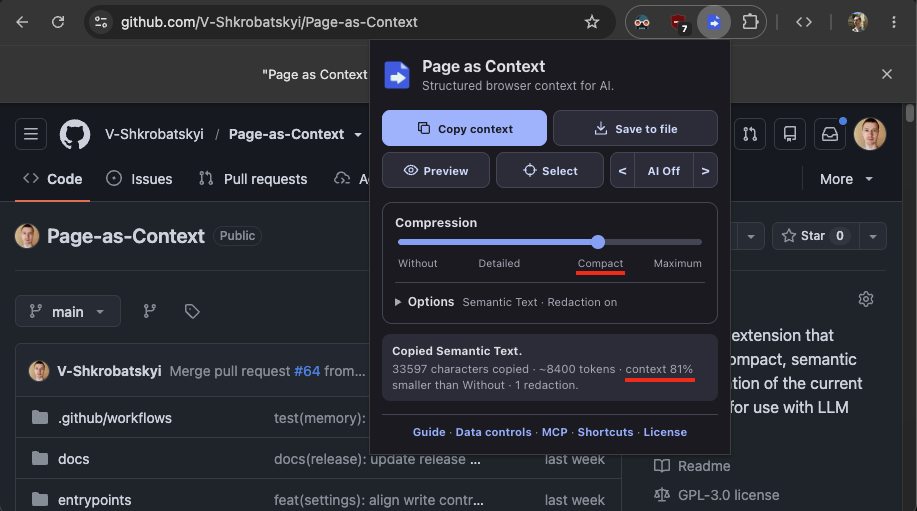 github.com/V-Shkrobatskyi/Page-as-Context
7
"Page as Context
Page as Context
Structured browser context for AI.
Copy context
Save to file
Preview
Select
< AI Off >
Compression
Without Detailed Compact Maximum
Options Semantic Text · Redaction on
Copied Semantic Text.
33597 characters copied · ~8400 tokens · context 81%
smaller than Without · 1 redaction.
Guide · Data controls · MCP · Shortcuts · License
V-Shkrobatskyi / Page-as-Context
Code
Issues
Pull requests
A
More
Page-as-Context Public
Star 0
main
V-Shkrobatskyi Merge pull request #64 from...
.github/workflows test(memory):
docs docs(release): update release ... last week
entrypoints feat(settings): align write contr... last week
extension that
ompact, semantic
tion of the current
for use with LLM
Readme
GPL-3.0 license